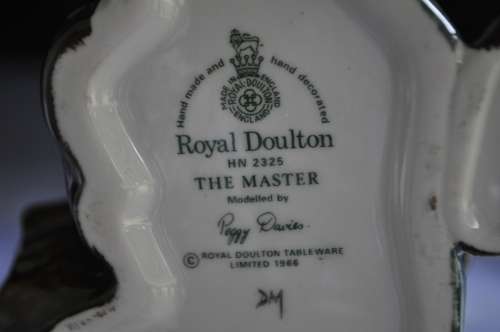 Hand made and hand decorated
MADE IN ENGLAND
ROYAL·DOULTON
ENGLAND
Royal Doulton
HN 2325
THE MASTER
Modelled by
Peggy Davies.
© ROYAL DOULTON TABLEWARE
LIMITED 1966
DM